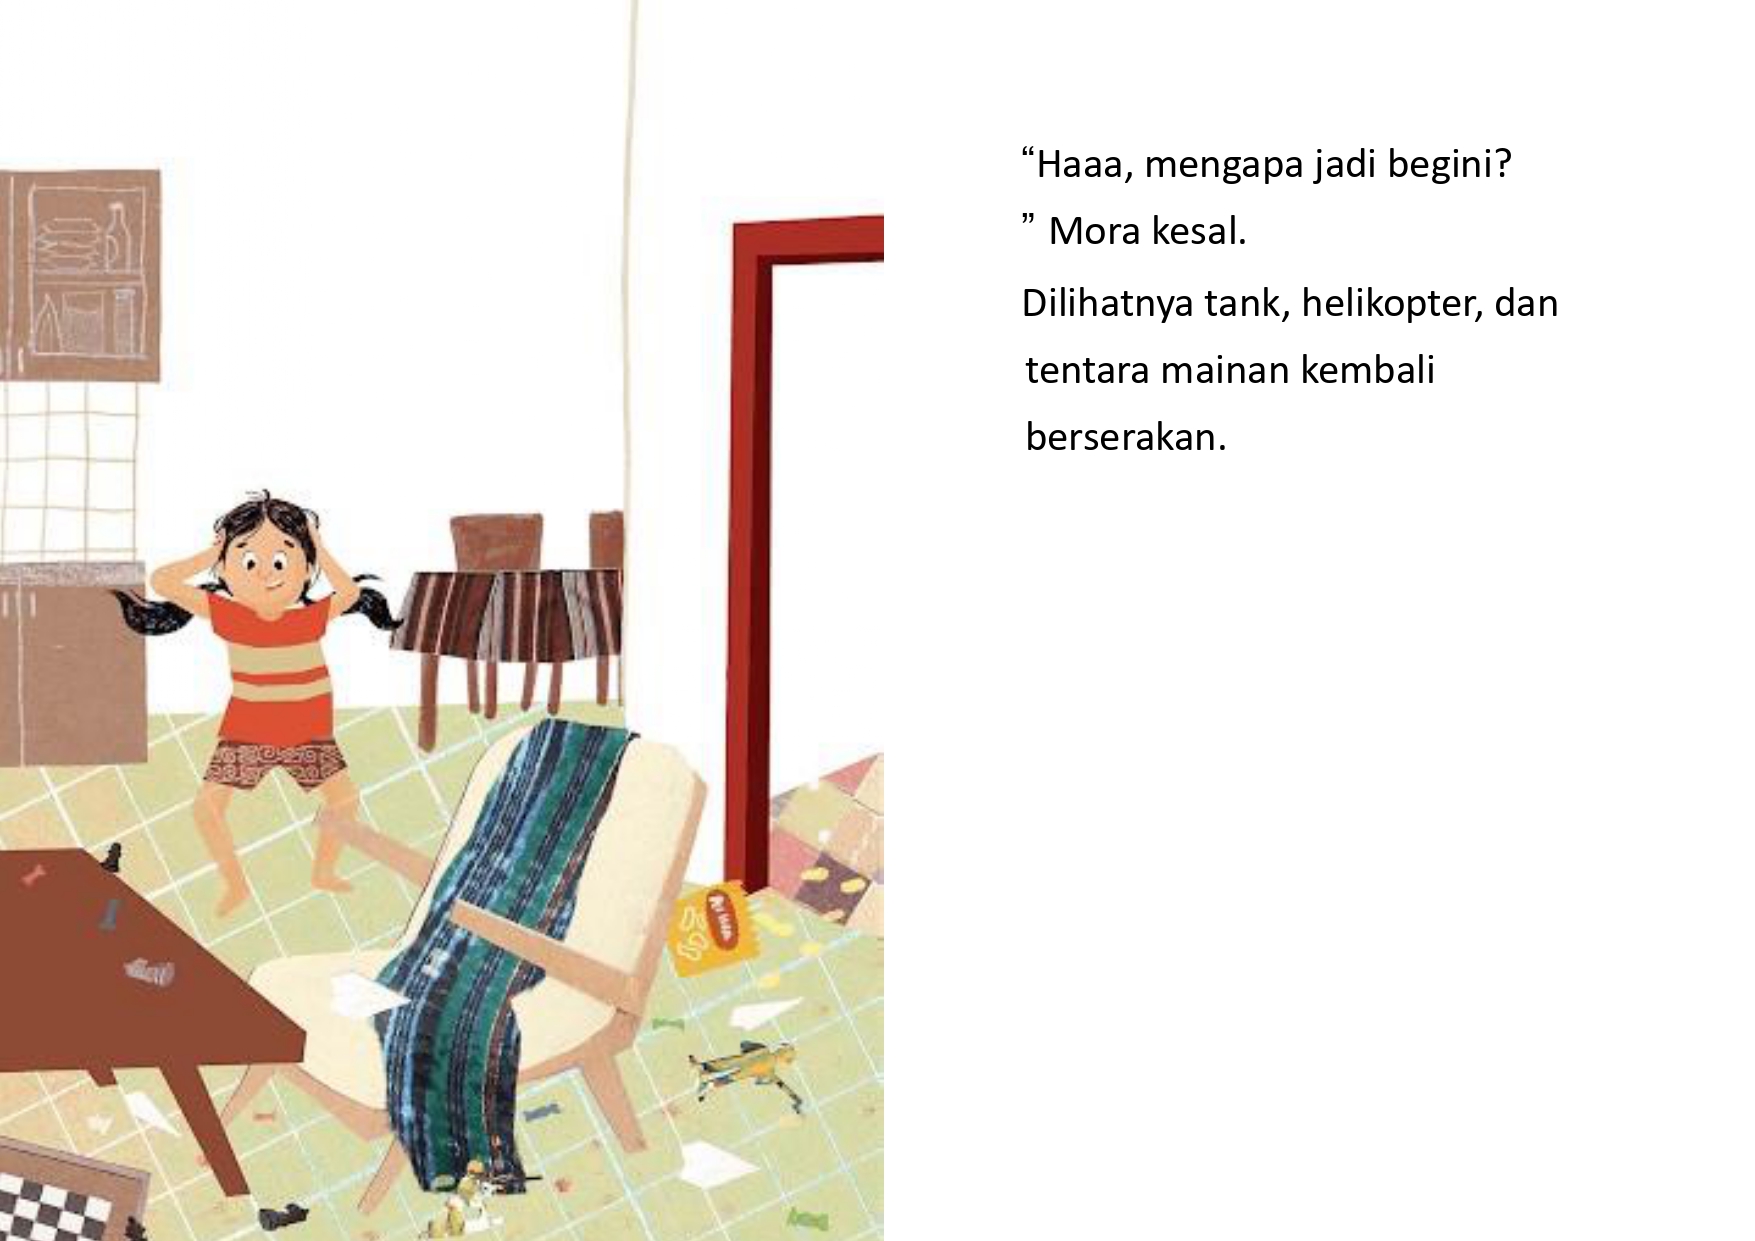 “Haaa, mengapa jadi begini?
” Mora kesal.
Dilihatnya tank, helikopter, dan
tentara mainan kembali
berserakan.